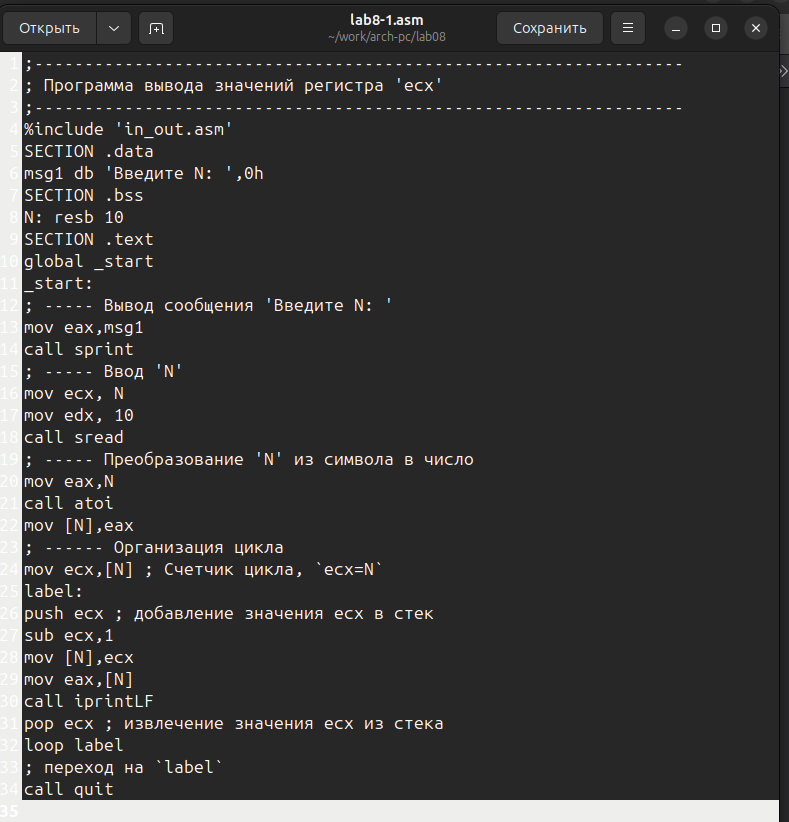 Открыть
lab8-1.asm
~/work/arch-pc/lab08
Сохранить
1 ;-----------------------------------------------------------------
2 ; Программа вывода значений регистра 'ecx'
3 ;-----------------------------------------------------------------
4 %include 'in_out.asm'
5 SECTION .data
6 msg1 db 'Введите N: ',0h
7 SECTION .bss
8 N: resb 10
9 SECTION .text
10 global _start
11 _start:
12 ; ----- Вывод сообщения 'Введите N: '
13 mov eax,msg1
14 call sprint
15 ; ----- Ввод 'N'
16 mov ecx, N
17 mov edx, 10
18 call sread
19 ; ----- Преобразование 'N' из символа в число
20 mov eax,N
21 call atoi
22 mov [N],eax
23 ; ------ Организация цикла
24 mov ecx,[N] ; Счетчик цикла, `ecx=N`
25 label:
26 push ecx ; добавление значения ecx в стек
27 sub ecx,1
28 mov [N],ecx
29 mov eax,[N]
30 call iprintLF
31 pop ecx ; извлечение значения ecx из стека
32 loop label
33 ; переход на `label`
34 call quit
35